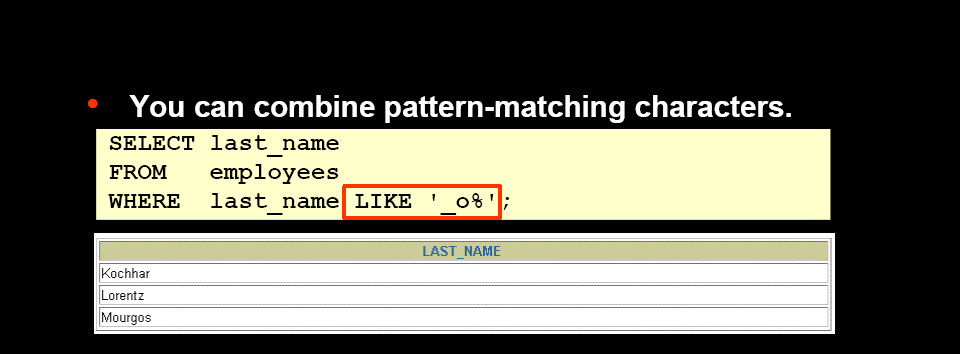 • You can combine pattern-matching characters.
SELECT last_name
FROM   employees
WHERE  last_name LIKE '_o%';
LAST_NAME
Kochhar
Lorentz
Mourgos